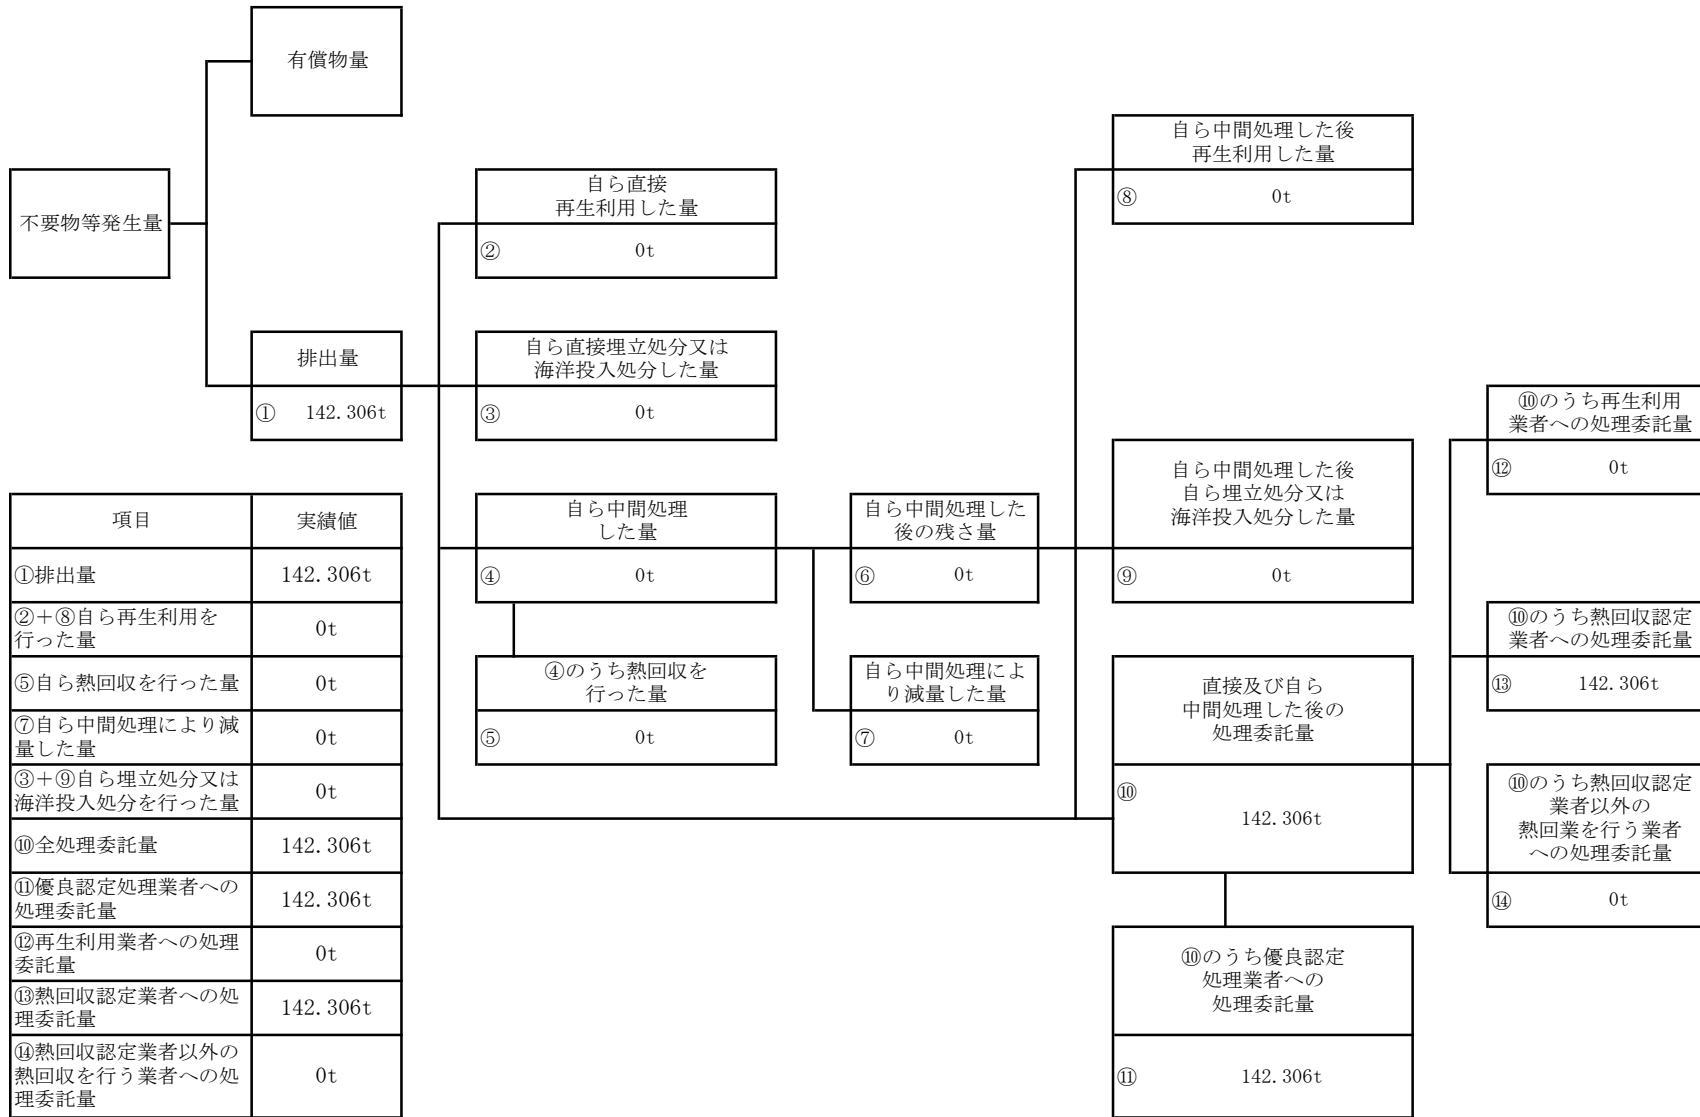 有償物量
不要物等発生量
排出量
① 142.306t
自ら直接
再生利用した量
② 0t
自ら直接埋立処分又は
海洋投入処分した量
③ 0t
自ら中間処理
した量
④ 0t
④のうち熱回収を
行った量
⑤ 0t
自ら中間処理した
後の残さ量
⑥ 0t
自ら中間処理によ
り減量した量
⑦ 0t
自ら中間処理した後
再生利用した量
⑧ 0t
自ら中間処理した後
自ら埋立処分又は
海洋投入処分した量
⑨ 0t
直接及び自ら
中間処理した後の
処理委託量
⑩
142.306t
⑩のうち優良認定
処理業者への
処理委託量
⑪ 142.306t
⑩のうち再生利用
業者への処理委託量
⑫ 0t
⑩のうち熱回収認定
業者への処理委託量
⑬ 142.306t
⑩のうち熱回収認定
業者以外の
熱回業を行う業者
への処理委託量
⑭ 0t
項目 実績値
①排出量 142.306t
②+⑧自ら再生利用を
行った量 0t
⑤自ら熱回収を行った量 0t
⑦自ら中間処理により減
量した量 0t
③+⑨自ら埋立処分又は
海洋投入処分を行った量 0t
⑩全処理委託量 142.306t
⑪優良認定処理業者への
処理委託量 142.306t
⑫再生利用業者への処理
委託量 0t
⑬熱回収認定業者への処
理委託量 142.306t
⑭熱回収認定業者以外の
熱回収を行う業者への処
理委託量 0t